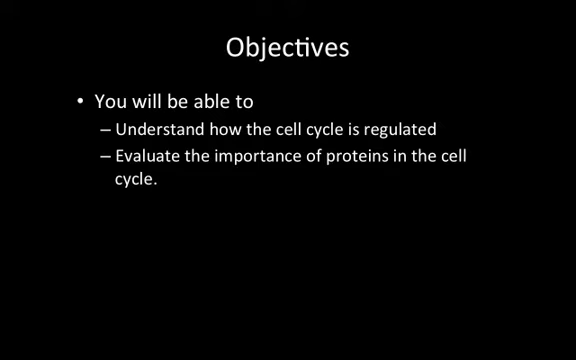 Objectives
• You will be able to
– Understand how the cell cycle is regulated
– Evaluate the importance of proteins in the cell
cycle.